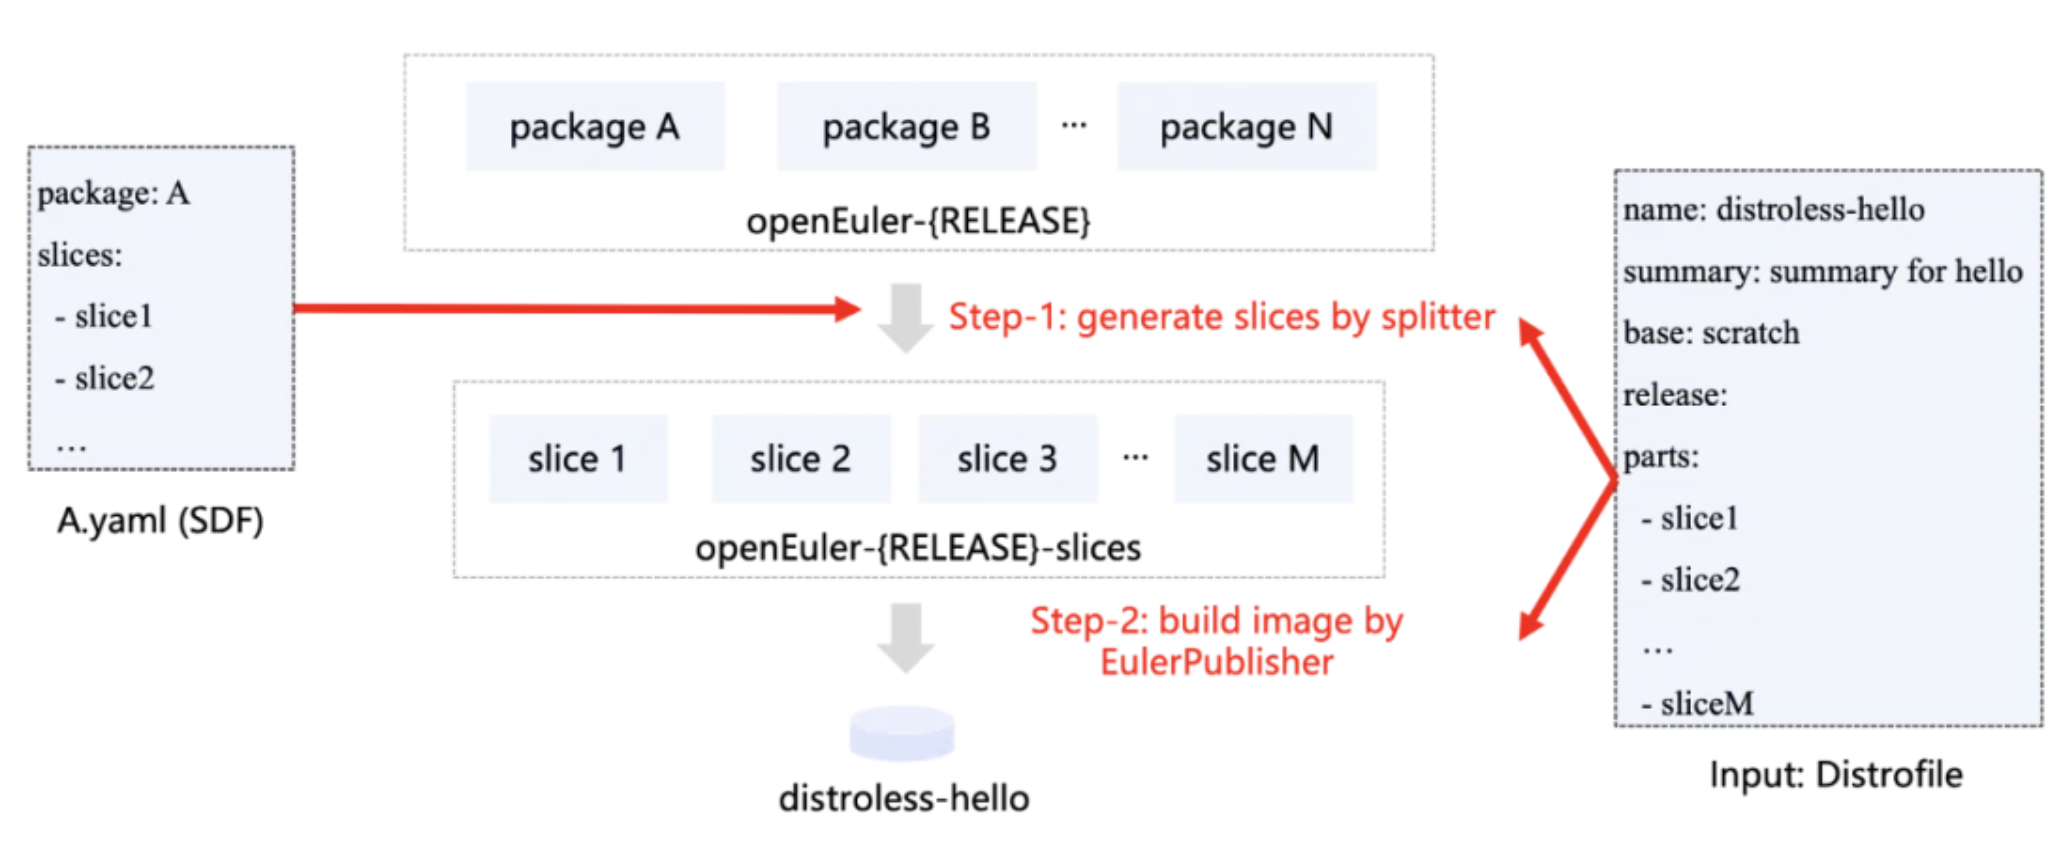 package: A
slices:
- slice1
- slice2
...
A.yaml (SDF)
package A
package B
...
package N
openEuler-{RELEASE}
Step-1: generate slices by splitter
slice 1
slice 2
slice 3
...
slice M
openEuler-{RELEASE}-slices
Step-2: build image by
EulerPublisher
distroless-hello
name: distroless-hello
summary: summary for hello
base: scratch
release:
parts:
- slice1
- slice2
...
- sliceM
Input: Distrofile